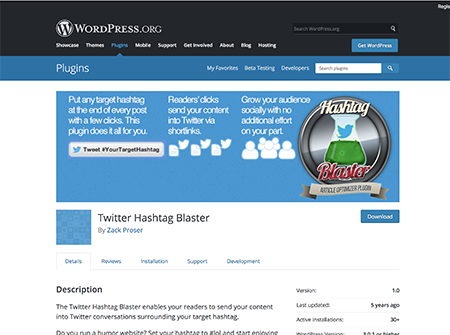 Regis
WORDPRESS.ORG
Search WordPress.org
Showcase Themes Plugins Mobile Support Get Involved About Blog Hosting
Get WordPress
Plugins
My Favorites Beta Testing Developers
Search plugins
Put any target hashtag
at the end of every post
with a few clicks. This
plugin does it all for you.
Tweet #YourTargetHashtag
Readers' clicks
send your content
into Twitter via
shortlinks.
Grow your audience
socially with no
additional effort
on your part.
Hashtag
Blaster
ARTICLE OPTIMIZER PLUGIN
Twitter Hashtag Blaster
By Zack Proser
Download
Details Reviews Installation Support Development
Description
The Twitter Hashtag Blaster enables your readers to send your content
into Twitter conversations surrounding your target hashtag.
Do you run a humor website? Set your hashtag to #lol and start enjoying
Version: 1.0
Last updated: 5 years ago
Active installations: 30+
WordPress Version: 3.0.1 or higher